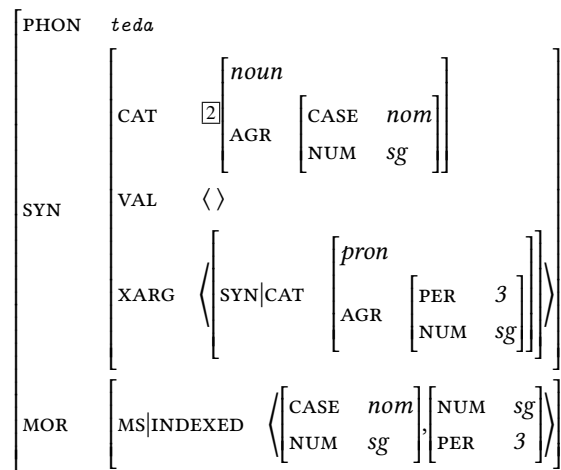 PHON teda
noun
CASE nom
CAT 2
AGR
NUM sg
VAL ⟨ ⟩
SYN
pron
XARG ⟨ SYN|CAT
PER 3
AGR
NUM sg ⟩
CASE nom NUM sg
MOR MS|INDEXED ⟨ , ⟩
NUM sg PER 3